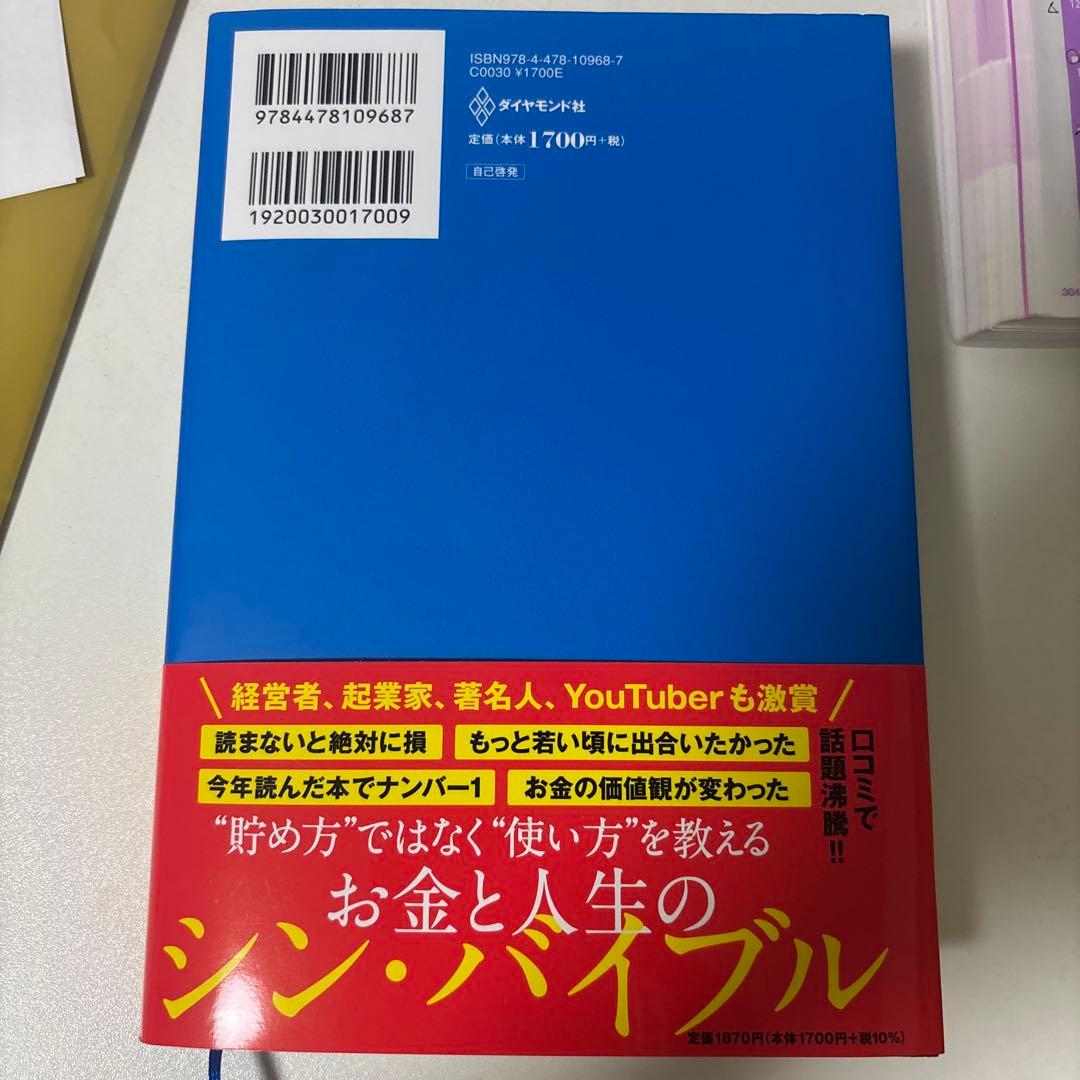 ISBN978-4-478-10968-7
C0030 ¥1700E
9784478109687
ダイヤモンド社
定価(本体1700円+税)
自己啓発
1920030017009
経営者、起業家、著名人、YouTuberも激賞
読まないと絶対に損
もっと若い頃に出合いたかった
今年読んだ本でナンバー1
お金の価値観が変わった
口コミで
話題沸騰!!
“貯め方”ではなく“使い方”を教える
お金と人生の
シン・バイブル
定価1870円(本体1700円+税10%)
304